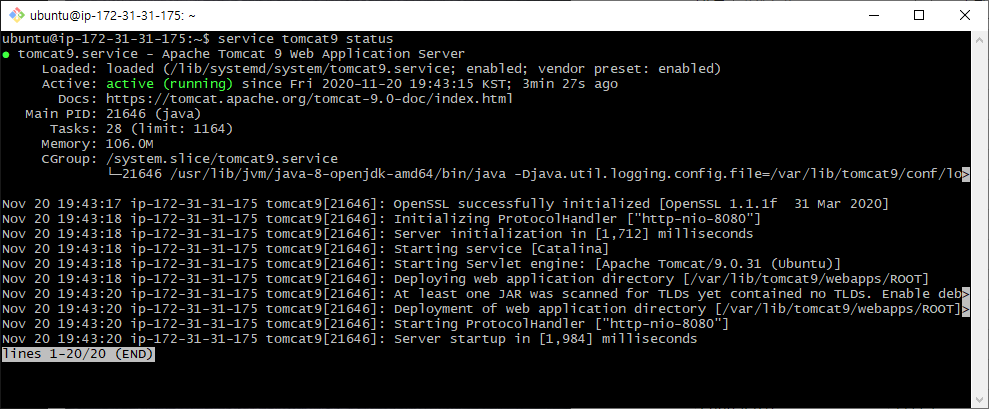 ubuntu@ip-172-31-31-175: ~
ubuntu@ip-172-31-31-175:~$ service tomcat9 status
● tomcat9.service - Apache Tomcat 9 Web Application Server
Loaded: loaded (/lib/systemd/system/tomcat9.service; enabled; vendor preset: enabled)
Active: active (running) since Fri 2020-11-20 19:43:15 KST; 3min 27s ago
Docs: https://tomcat.apache.org/tomcat-9.0-doc/index.html
Main PID: 21646 (java)
Tasks: 28 (limit: 1164)
Memory: 106.0M
CGroup: /system.slice/tomcat9.service
└─21646 /usr/lib/jvm/java-8-openjdk-amd64/bin/java -Djava.util.logging.config.file=/var/lib/tomcat9/conf/lo>
Nov 20 19:43:17 ip-172-31-31-175 tomcat9[21646]: OpenSSL successfully initialized [OpenSSL 1.1.1f  31 Mar 2020]
Nov 20 19:43:18 ip-172-31-31-175 tomcat9[21646]: Initializing ProtocolHandler ["http-nio-8080"]
Nov 20 19:43:18 ip-172-31-31-175 tomcat9[21646]: Server initialization in [1,712] milliseconds
Nov 20 19:43:18 ip-172-31-31-175 tomcat9[21646]: Starting service [Catalina]
Nov 20 19:43:18 ip-172-31-31-175 tomcat9[21646]: Starting Servlet engine: [Apache Tomcat/9.0.31 (Ubuntu)]
Nov 20 19:43:18 ip-172-31-31-175 tomcat9[21646]: Deploying web application directory [/var/lib/tomcat9/webapps/ROOT]
Nov 20 19:43:20 ip-172-31-31-175 tomcat9[21646]: At least one JAR was scanned for TLDs yet contained no TLDs. Enable deb>
Nov 20 19:43:20 ip-172-31-31-175 tomcat9[21646]: Deployment of web application directory [/var/lib/tomcat9/webapps/ROOT]>
Nov 20 19:43:20 ip-172-31-31-175 tomcat9[21646]: Starting ProtocolHandler ["http-nio-8080"]
Nov 20 19:43:20 ip-172-31-31-175 tomcat9[21646]: Server startup in [1,984] milliseconds
lines 1-20/20 (END)